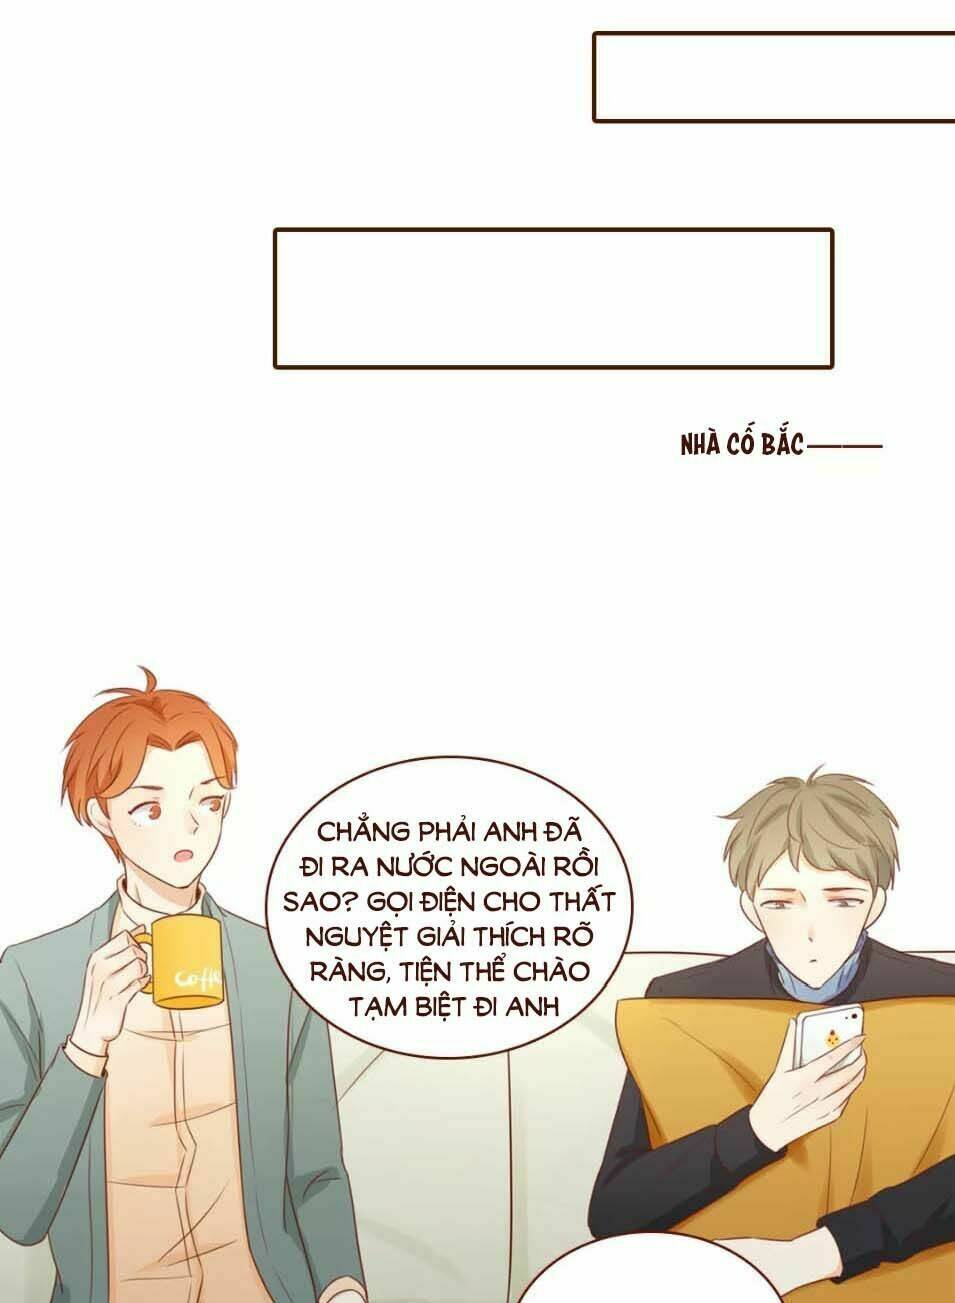 NHÀ CỐ BẮC———
CHẲNG PHẢI ANH ĐÃ
ĐI RA NƯỚC NGOÀI RỒI
SAO? GỌI ĐIỆN CHO THẤT
NGUYỆT GIẢI THÍCH RÕ
RÀNG, TIỆN THỂ CHÀO
TẠM BIỆT ĐI ANH
Coffe